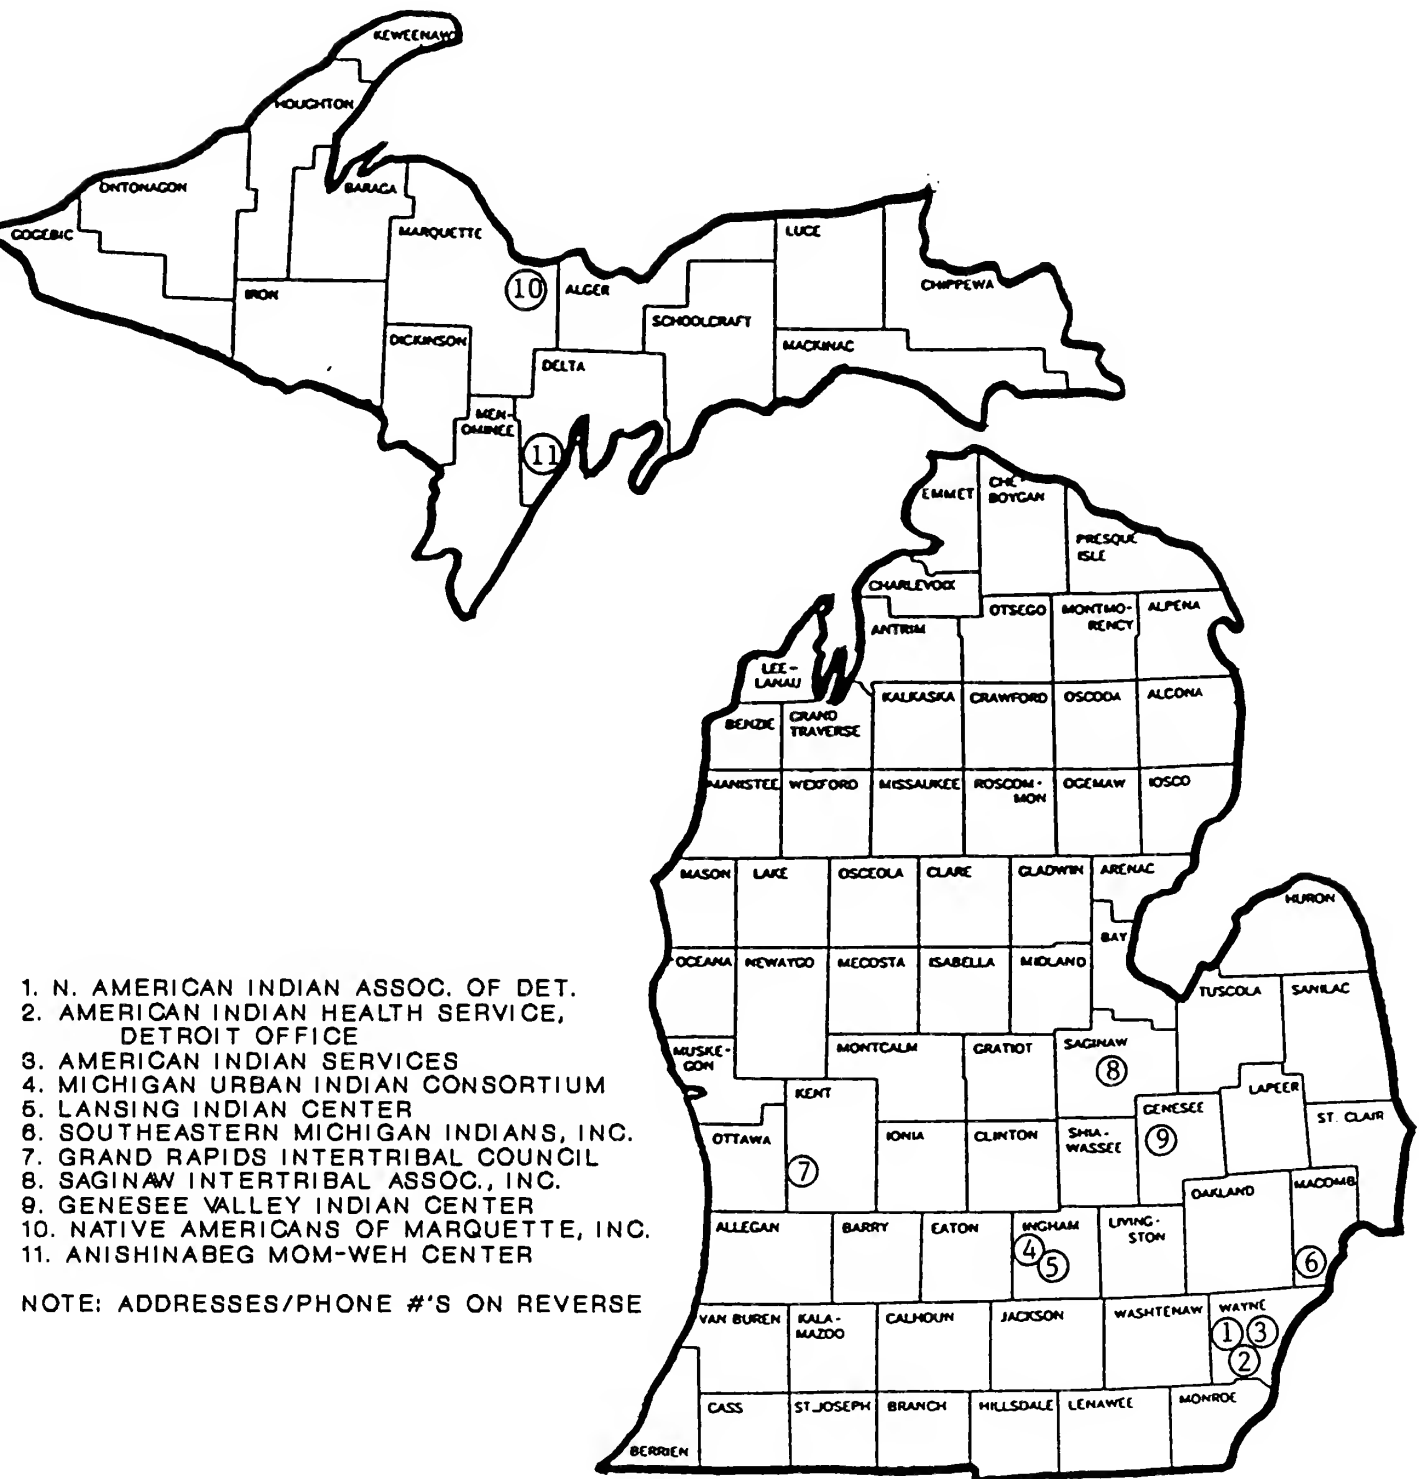 KEWEENAW
HOUGHTON
ONTONAGON
BARAGA
GOGEBIC
MARQUETTE
LUCE
CHIPPEWA
IRON
10
ALGER
SCHOOLCRAFT
DICKINSON
MACKINAC
DELTA
MEN-
OMINEE
11
EMMET
CHE-
BOYGAN
PRESQUE
ISLE
CHARLEVOIX
ANTRIM
OTSEGO
MONTMO-
RENCY
ALPENA
LEE-
LANAU
KALKASKA
CRAWFORD
OSCODA
ALCONA
BENZIE
GRAND
TRAVERSE
MANISTEE
WEXFORD
MISSAUKEE
ROSCOM-
MON
OGEMAW
IOSCO
MASON
LAKE
OSCEOLA
CLARE
GLADWIN
ARENAC
HURON
BAY
OCEANA
NEWAYGO
MECOSTA
ISABELLA
MIDLAND
TUSCOLA
SANILAC
MUSKE-
GON
MONTCALM
GRATIOT
SAGINAW
8
KENT
LAPEER
GENESEE
9
ST. CLAIR
OTTAWA
7
IONIA
CLINTON
SHIA-
WASSEE
OAKLAND
MACOMB
6
ALLEGAN
BARRY
EATON
INGHAM
4
5
LIVING-
STON
VAN BUREN
KALA-
MAZOO
CALHOUN
JACKSON
WASHTENAW
WAYNE
1 3
2
CASS
ST.JOSEPH
BRANCH
HILLSDALE
LENAWEE
MONROE
BERRIEN
1. N. AMERICAN INDIAN ASSOC. OF DET.
2. AMERICAN INDIAN HEALTH SERVICE,
DETROIT OFFICE
3. AMERICAN INDIAN SERVICES
4. MICHIGAN URBAN INDIAN CONSORTIUM
5. LANSING INDIAN CENTER
6. SOUTHEASTERN MICHIGAN INDIANS, INC.
7. GRAND RAPIDS INTERTRIBAL COUNCIL
8. SAGINAW INTERTRIBAL ASSOC., INC.
9. GENESEE VALLEY INDIAN CENTER
10. NATIVE AMERICANS OF MARQUETTE, INC.
11. ANISHINABEG MOM-WEH CENTER
NOTE: ADDRESSES/PHONE #'S ON REVERSE